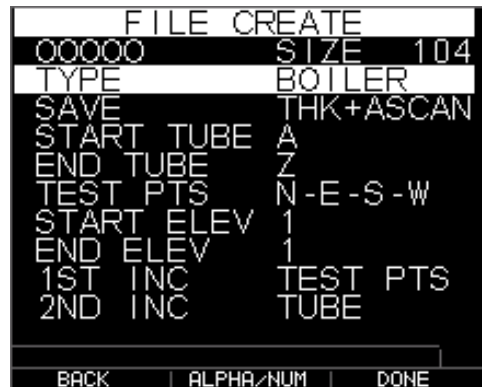 FILE CREATE
00000 SIZE 104
TYPE BOILER
SAVE THK+ASCAN
START TUBE A
END TUBE Z
TEST PTS N-E-S-W
START ELEV 1
END ELEV 1
1ST INC TEST PTS
2ND INC TUBE
BACK | ALPHA/NUM | DONE